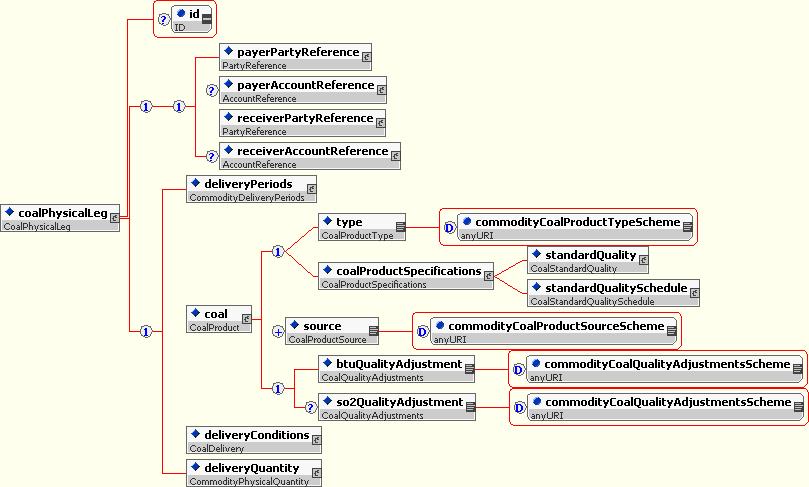 ? id
ID
payerPartyReference
PartyReference
? payerAccountReference
AccountReference
1 1
receiverPartyReference
PartyReference
? receiverAccountReference
AccountReference
deliveryPeriods
CommodityDeliveryPeriods
coalPhysicalLeg
CoalPhysicalLeg
type
CoalProductType
D commodityCoalProductTypeScheme
anyURI
1
standardQuality
CoalStandardQuality
coalProductSpecifications
CoalProductSpecifications
standardQualitySchedule
CoalStandardQualitySchedule
coal
CoalProduct
1
+ source
CoalProductSource
D commodityCoalProductSourceScheme
anyURI
btuQualityAdjustment
CoalQualityAdjustments
D commodityCoalQualityAdjustmentsScheme
anyURI
1
? so2QualityAdjustment
CoalQualityAdjustments
D commodityCoalQualityAdjustmentsScheme
anyURI
deliveryConditions
CoalDelivery
deliveryQuantity
CommodityPhysicalQuantity